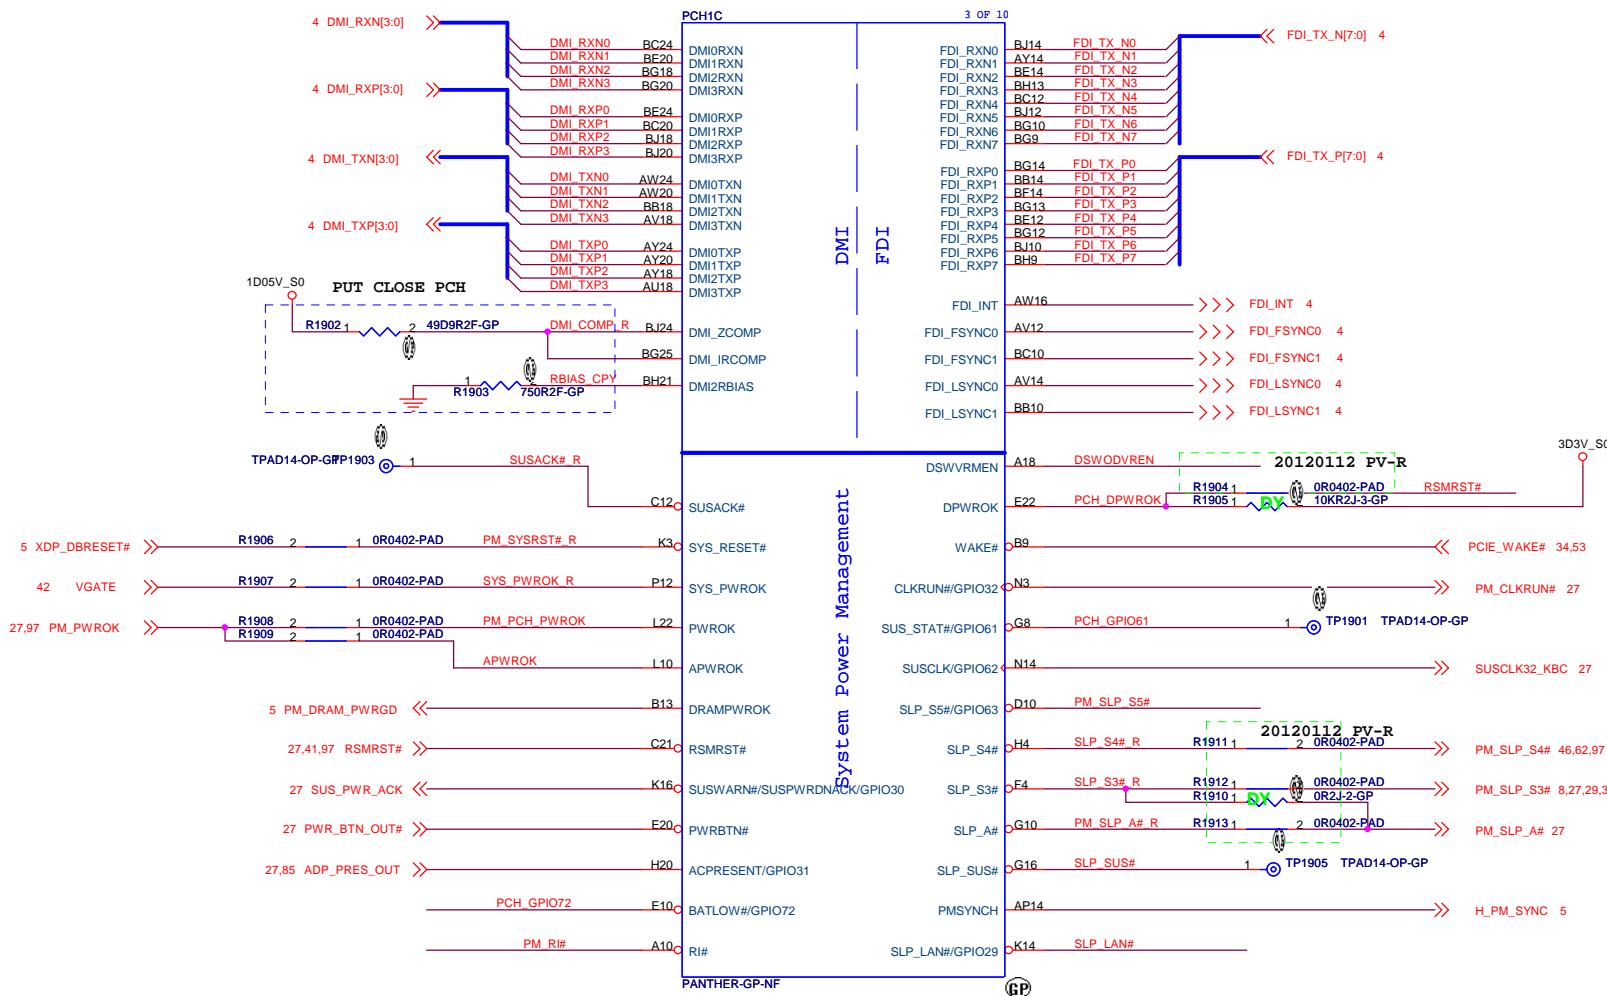 PCH1C 3 OF 10
4 DMI_RXN[3:0]
DMI_RXN0 BC24 DMI0RXN
DMI_RXN1 BE20 DMI1RXN
DMI_RXN2 BG18 DMI2RXN
DMI_RXN3 BG20 DMI3RXN
4 DMI_RXP[3:0]
DMI_RXP0 BE24 DMI0RXP
DMI_RXP1 BC20 DMI1RXP
DMI_RXP2 BJ18 DMI2RXP
DMI_RXP3 BJ20 DMI3RXP
4 DMI_TXN[3:0]
DMI_TXN0 AW24 DMI0TXN
DMI_TXN1 AW20 DMI1TXN
DMI_TXN2 BB18 DMI2TXN
DMI_TXN3 AV18 DMI3TXN
4 DMI_TXP[3:0]
DMI_TXP0 AY24 DMI0TXP
DMI_TXP1 AY20 DMI1TXP
DMI_TXP2 AY18 DMI2TXP
DMI_TXP3 AU18 DMI3TXP
1D05V_S0
PUT CLOSE PCH
R1902 1 2 49D9R2F-GP DMI_COMP_R BJ24 DMI_ZCOMP
BG25 DMI_IRCOMP
1 RBIAS_CPY BH21 DMI2RBIAS
R1903 750R2F-GP
DMI
FDI
FDI_RXN0 BJ14 FDI_TX_N0
FDI_RXN1 AY14 FDI_TX_N1
FDI_RXN2 BE14 FDI_TX_N2
FDI_RXN3 BH13 FDI_TX_N3
FDI_RXN4 BC12 FDI_TX_N4
FDI_RXN5 BJ12 FDI_TX_N5
FDI_RXN6 BG10 FDI_TX_N6
FDI_RXN7 BG9 FDI_TX_N7
FDI_TX_N[7:0] 4
FDI_RXP0 BG14 FDI_TX_P0
FDI_RXP1 BB14 FDI_TX_P1
FDI_RXP2 BF14 FDI_TX_P2
FDI_RXP3 BG13 FDI_TX_P3
FDI_RXP4 BE12 FDI_TX_P4
FDI_RXP5 BG12 FDI_TX_P5
FDI_RXP6 BJ10 FDI_TX_P6
FDI_RXP7 BH9 FDI_TX_P7
FDI_TX_P[7:0] 4
FDI_INT AW16 FDI_INT 4
FDI_FSYNC0 AV12 FDI_FSYNC0 4
FDI_FSYNC1 BC10 FDI_FSYNC1 4
FDI_LSYNC0 AV14 FDI_LSYNC0 4
FDI_LSYNC1 BB10 FDI_LSYNC1 4
System Power Management
TP1903 1 SUSACK#_R C12 SUSACK#
5 XDP_DBRESET# R1906 2 1 0R0402-PAD PM_SYSRST#_R K3 SYS_RESET#
42 VGATE R1907 2 1 0R0402-PAD SYS_PWROK_R P12 SYS_PWROK
27,97 PM_PWROK R1908 2 1 0R0402-PAD PM_PCH_PWROK L22 PWROK
R1909 2 1 0R0402-PAD
APWROK L10 APWROK
5 PM_DRAM_PWRGD B13 DRAMPWROK
27,41,97 RSMRST# C21 RSMRST#
27 SUS_PWR_ACK K16 SUSWARN#/SUSPWRDNACK/GPIO30
27 PWR_BTN_OUT# E20 PWRBTN#
27,85 ADP_PRES_OUT H20 ACPRESENT/GPIO31
PCH_GPIO72 E10 BATLOW#/GPIO72
PM_RI# A10 RI#
3D3V_S0
DSWVRMEN A18 DSWODVREN
20120112 PV-R
R1904 1 0R0402-PAD RSMRST#
DPWROK E22 PCH_DPWROK R1905 1 DY 2 10KR2J-3-GP
WAKE# B9 PCIE_WAKE# 34,53
CLKRUN#/GPIO32 N3 PM_CLKRUN# 27
SUS_STAT#/GPIO61 G8 PCH_GPIO61 1 TP1901 TPAD14-OP-GP
SUSCLK/GPIO62 N14 SUSCLK32_KBC 27
SLP_S5#/GPIO63 D10 PM_SLP_S5#
20120112 PV-R
SLP_S4# H4 SLP_S4#_R R1911 1 2 0R0402-PAD PM_SLP_S4# 46,62,97
SLP_S3# F4 SLP_S3#_R R1912 1 0R0402-PAD PM_SLP_S3# 8,27,29,3
R1910 1 DY 2 0R2J-2-GP
SLP_A# G10 PM_SLP_A#_R R1913 1 2 0R0402-PAD PM_SLP_A# 27
SLP_SUS# G16 SLP_SUS# 1 TP1905 TPAD14-OP-GP
PMSYNCH AP14 H_PM_SYNC 5
SLP_LAN#/GPIO29 K14 SLP_LAN#
PANTHER-GP-NF
GP